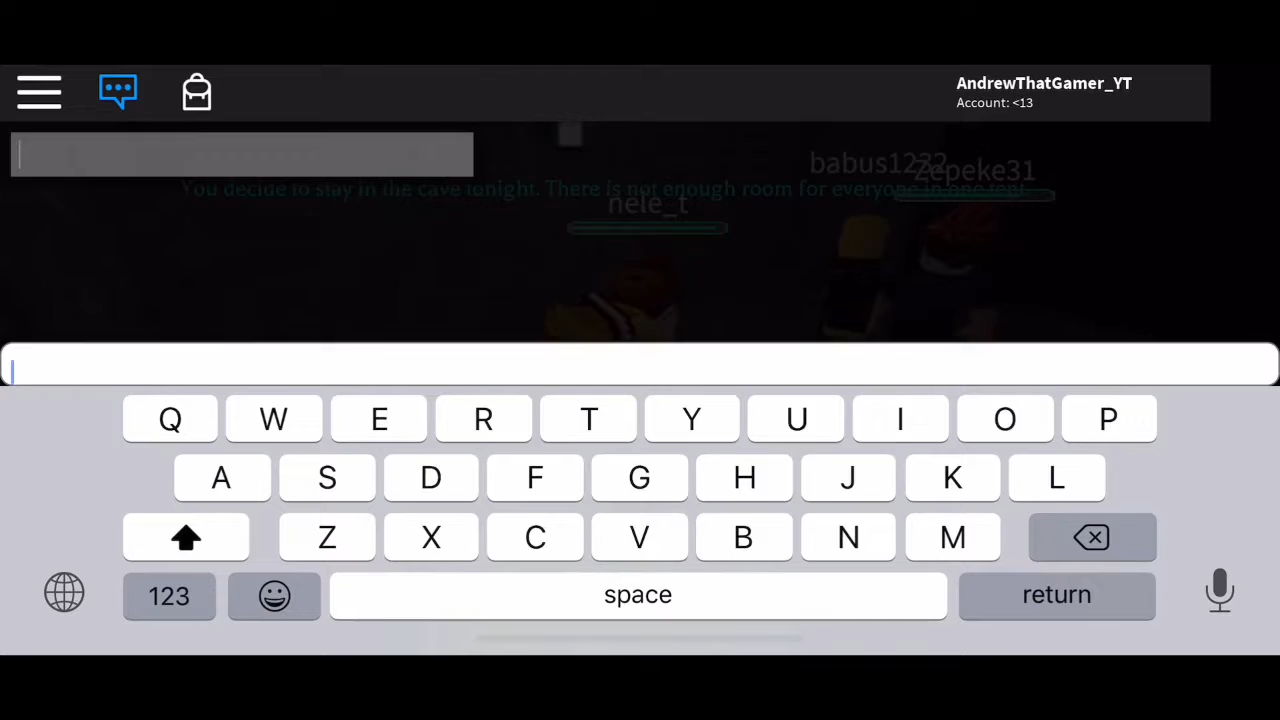 AndrewThatGamer_YT
Account: <13
babus1232
Zepeke31
You decide to stay in the cave tonight. There is not enough room for everyone in one tent.
nele_t
Q W E R T Y U I O P
A S D F G H J K L
Z X C V B N M
123 space return